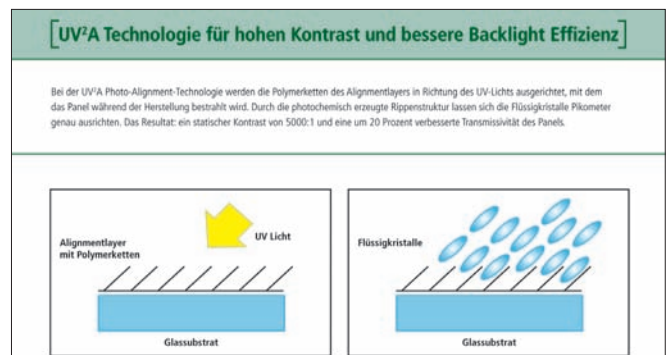 [UV²A Technologie für hohen Kontrast und bessere Backlight Effizienz]
Bei der UV²A Photo-Alignment-Technologie werden die Polymerketten des Alignmentlayers in Richtung des UV-Lichts ausgerichtet, mit dem
das Panel während der Herstellung bestrahlt wird. Durch die photochemisch erzeugte Rippenstruktur lassen sich die Flüssigkristalle Pikometer
genau ausrichten. Das Resultat: ein statischer Kontrast von 5000:1 und eine um 20 Prozent verbesserte Transmissivität des Panels.
Alignmentlayer
mit Polymerketten
UV Licht
Glassubstrat
Flüssigkristalle
Glassubstrat